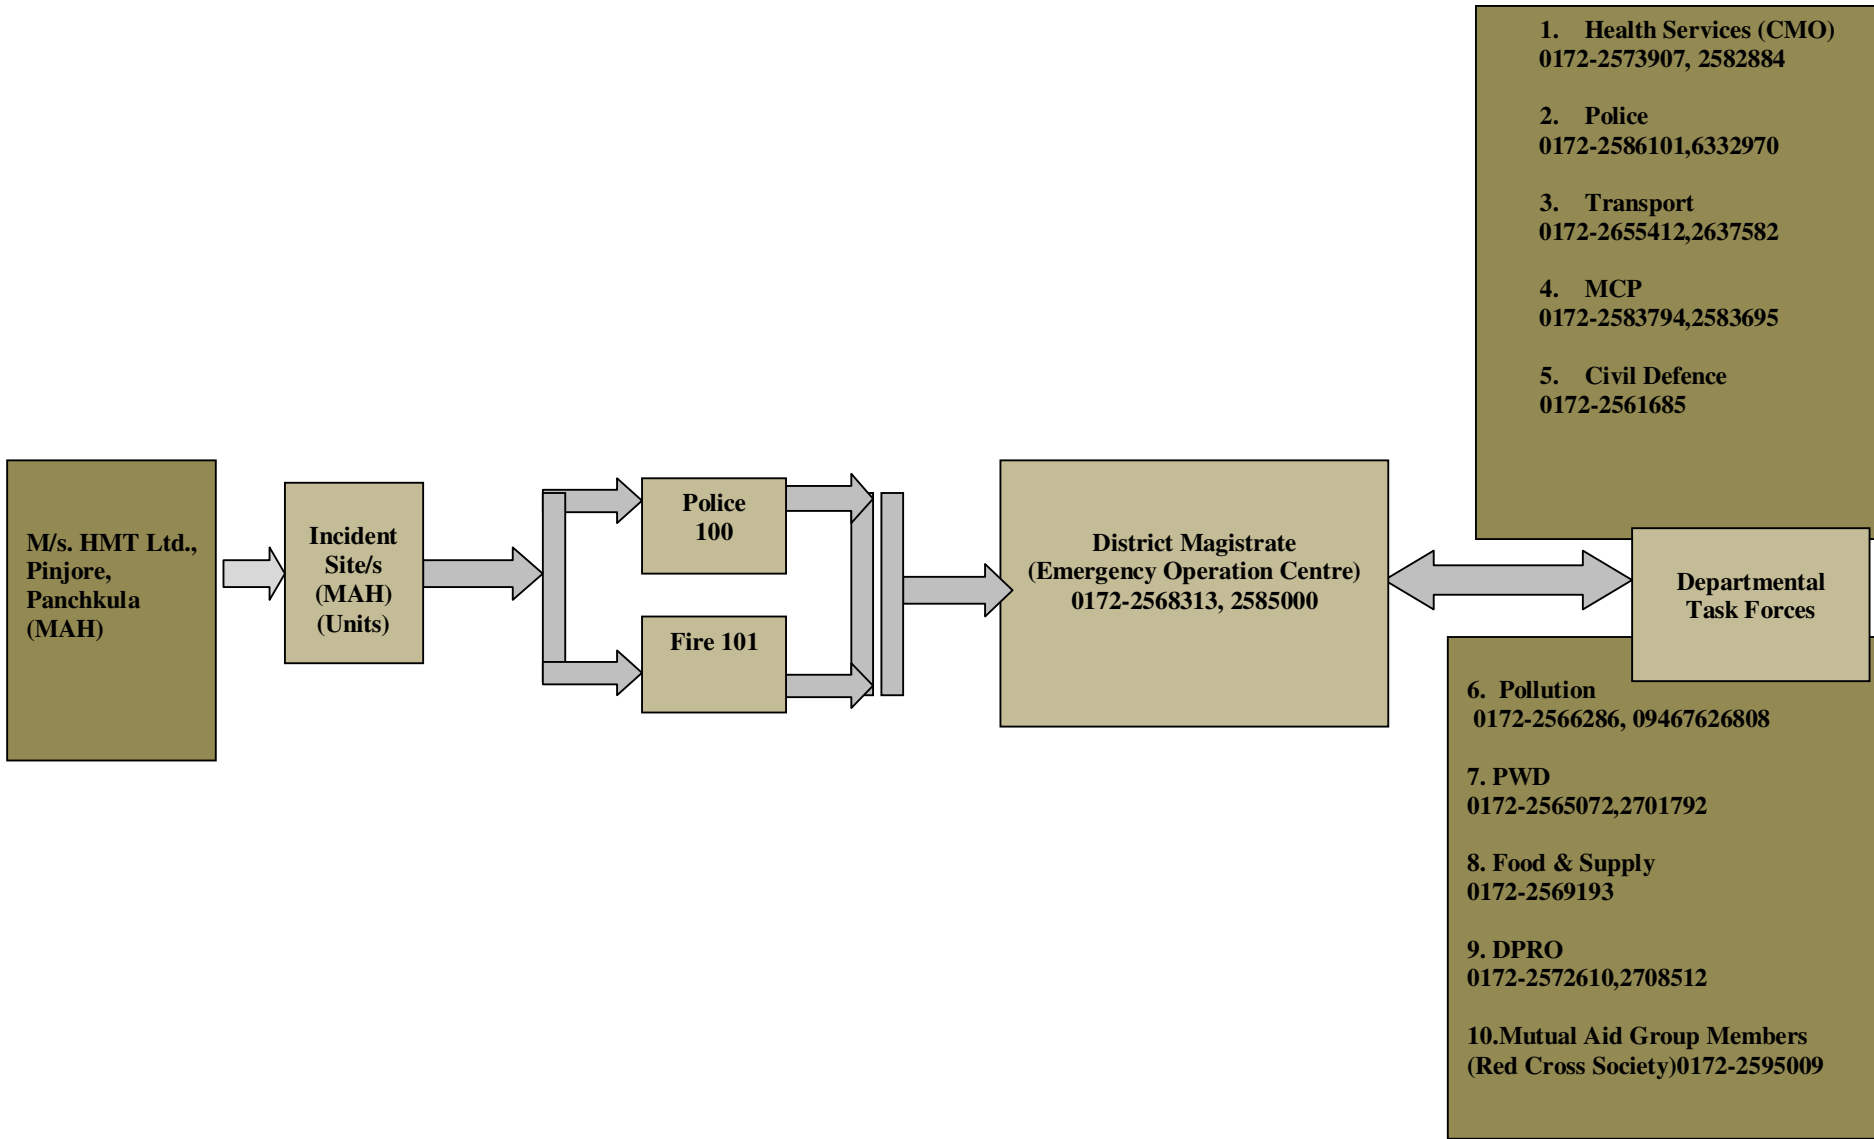 M/s. HMT Ltd.,
Pinjore,
Panchkula
(MAH)
Incident
Site/s
(MAH)
(Units)
Police
100
Fire 101
District Magistrate
(Emergency Operation Centre)
0172-2568313, 2585000
Departmental
Task Forces
1. Health Services (CMO)
0172-2573907, 2582884
2. Police
0172-2586101,6332970
3. Transport
0172-2655412,2637582
4. MCP
0172-2583794,2583695
5. Civil Defence
0172-2561685
6. Pollution
0172-2566286, 09467626808
7. PWD
0172-2565072,2701792
8. Food & Supply
0172-2569193
9. DPRO
0172-2572610,2708512
10.Mutual Aid Group Members
(Red Cross Society)0172-2595009